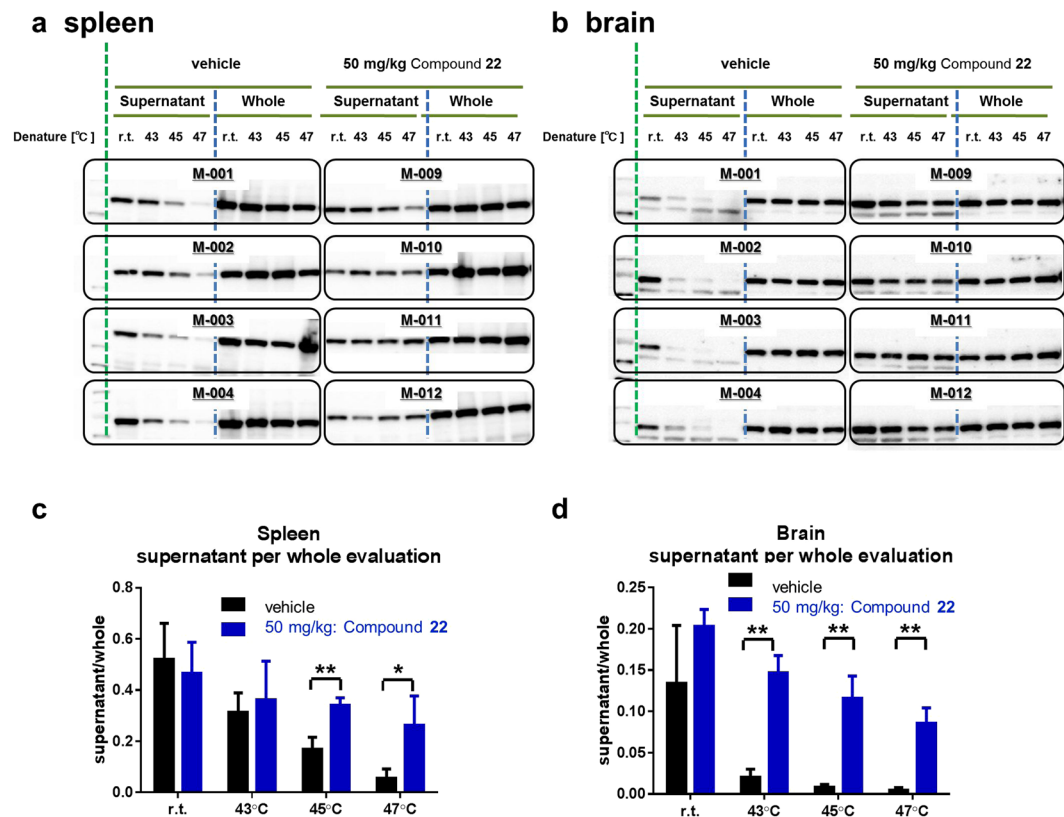 a spleen
vehicle
50 mg/kg Compound 22
Supernatant
Whole
Supernatant
Whole
Denature [°C]
r.t. 43 45 47
r.t. 43 45 47
r.t. 43 45 47
r.t. 43 45 47
M-001
M-009
M-002
M-010
M-003
M-011
M-004
M-012
b brain
vehicle
50 mg/kg Compound 22
Supernatant
Whole
Supernatant
Whole
Denature [°C]
r.t. 43 45 47
r.t. 43 45 47
r.t. 43 45 47
r.t. 43 45 47
M-001
M-009
M-002
M-010
M-003
M-011
M-004
M-012
c
Spleen
supernatant per whole evaluation
vehicle
50 mg/kg: Compound 22
supernatant/whole
0.8
0.6
0.4
0.2
0.0
**
*
r.t. 43°C 45°C 47°C
d
Brain
supernatant per whole evaluation
vehicle
50 mg/kg: Compound 22
supernatant/whole
0.25
0.20
0.15
0.10
0.05
0.00
**
**
**
r.t. 43°C 45°C 47°C